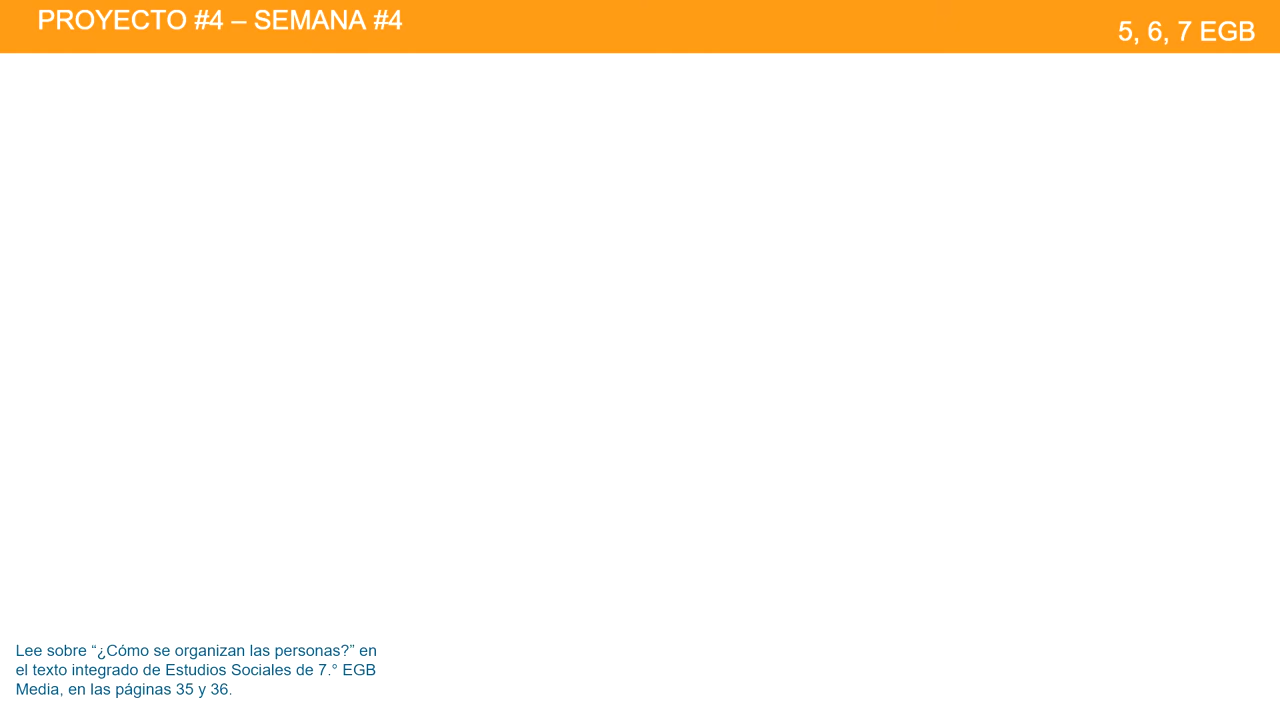 PROYECTO #4 – SEMANA #4
5, 6, 7 EGB
Lee sobre “¿Cómo se organizan las personas?” en
el texto integrado de Estudios Sociales de 7.° EGB
Media, en las páginas 35 y 36.